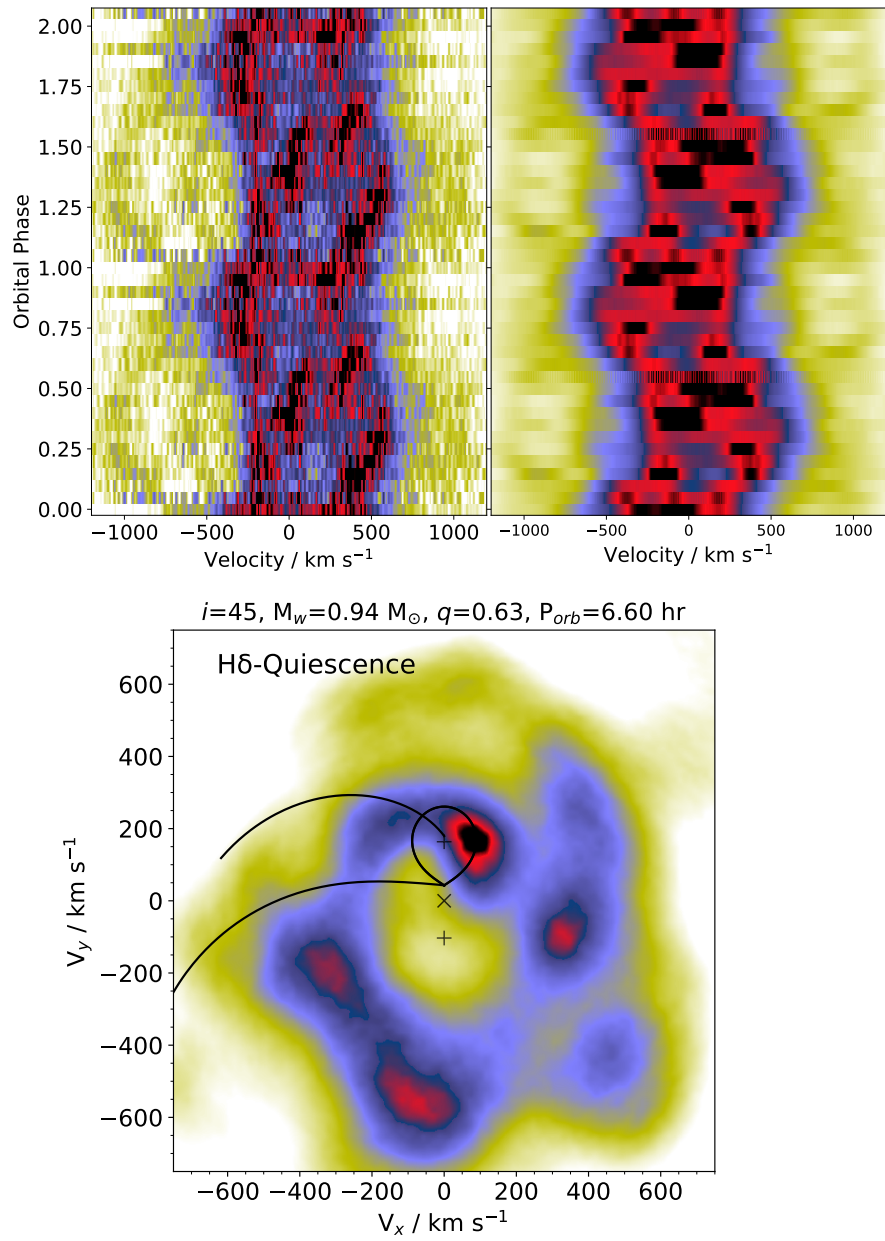 2.00
1.75
1.50
1.25
1.00
0.75
0.50
0.25
0.00
Orbital Phase
−1000 −500 0 500 1000
Velocity / km s⁻¹
−1000 −500 0 500 1000
Velocity / km s⁻¹
i=45, M_w=0.94 M_⊙, q=0.63, P_orb=6.60 hr
Hδ-Quiescence
600
400
200
0
−200
−400
−600
V_y / km s⁻¹
−600 −400 −200 0 200 400 600
V_x / km s⁻¹